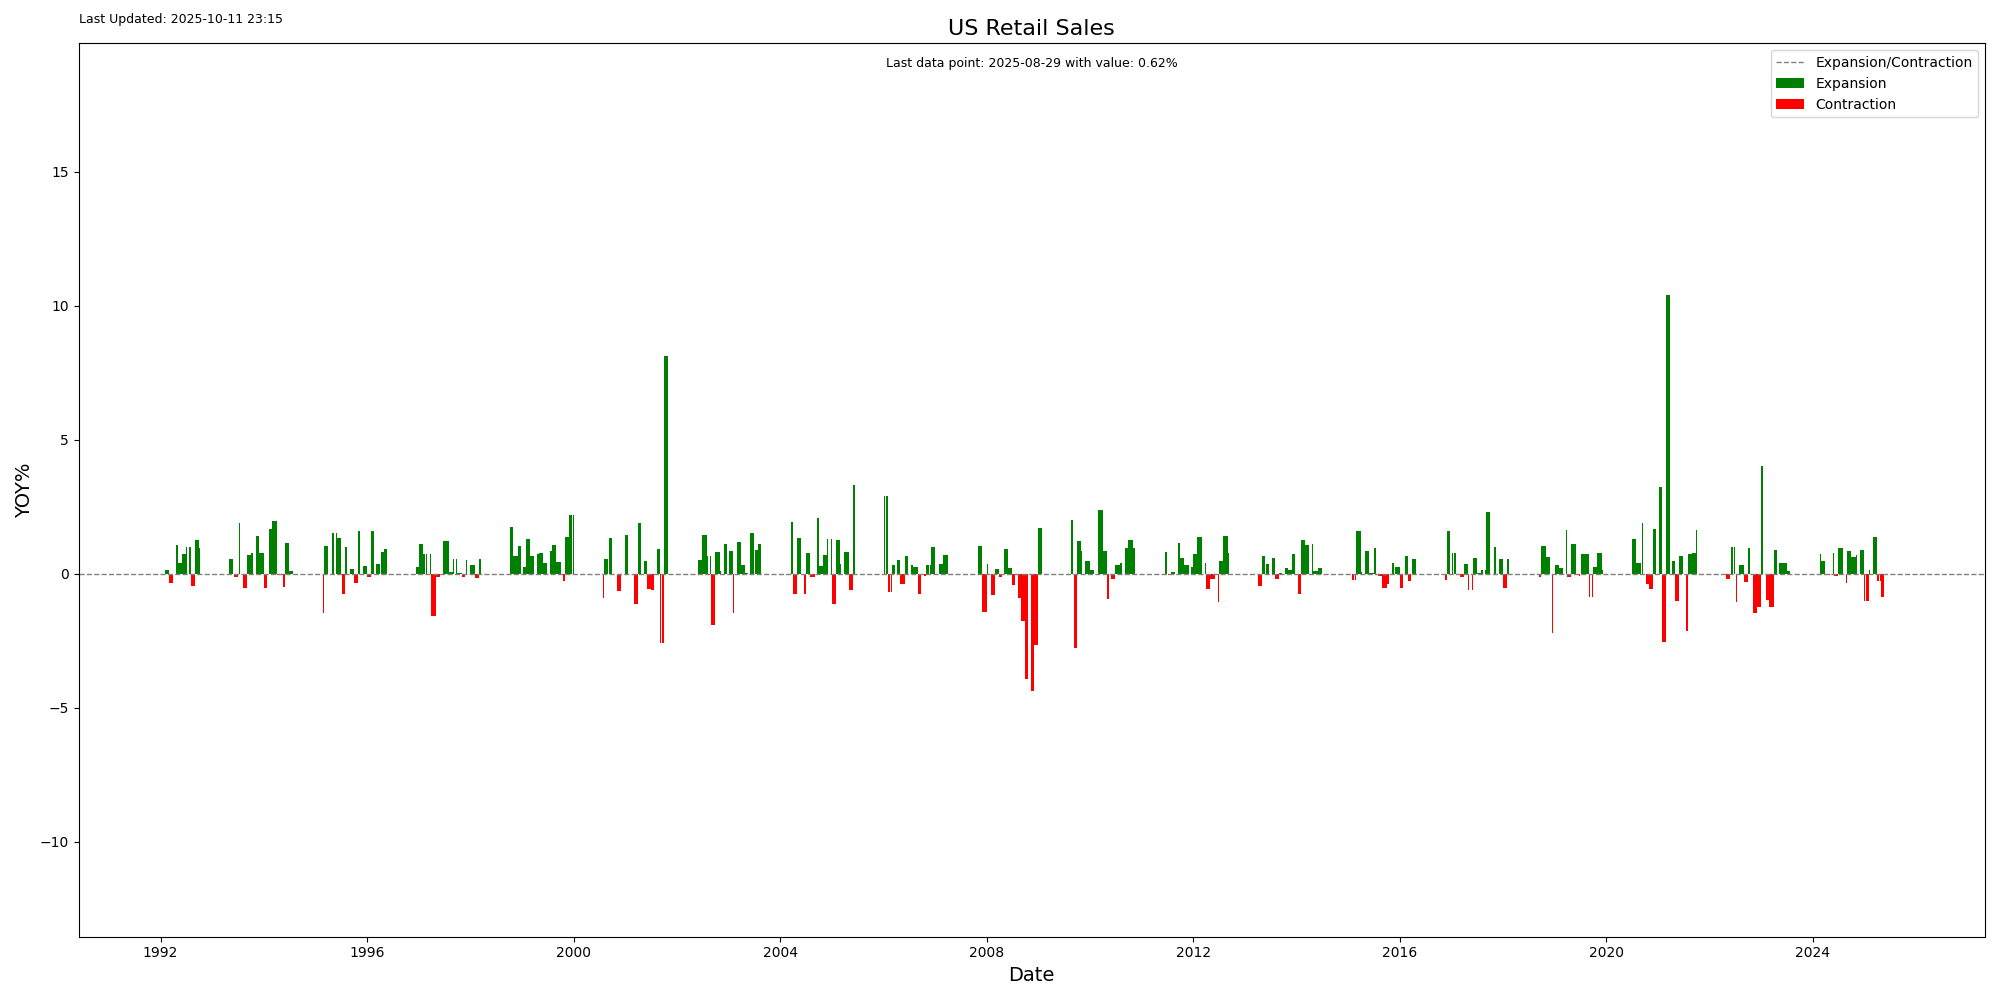 Last Updated: 2025-10-11 23:15
US Retail Sales
Last data point: 2025-08-29 with value: 0.62%
Expansion/Contraction
Expansion
Contraction
YOY%
15
10
5
0
−5
−10
1992 1996 2000 2004 2008 2012 2016 2020 2024
Date